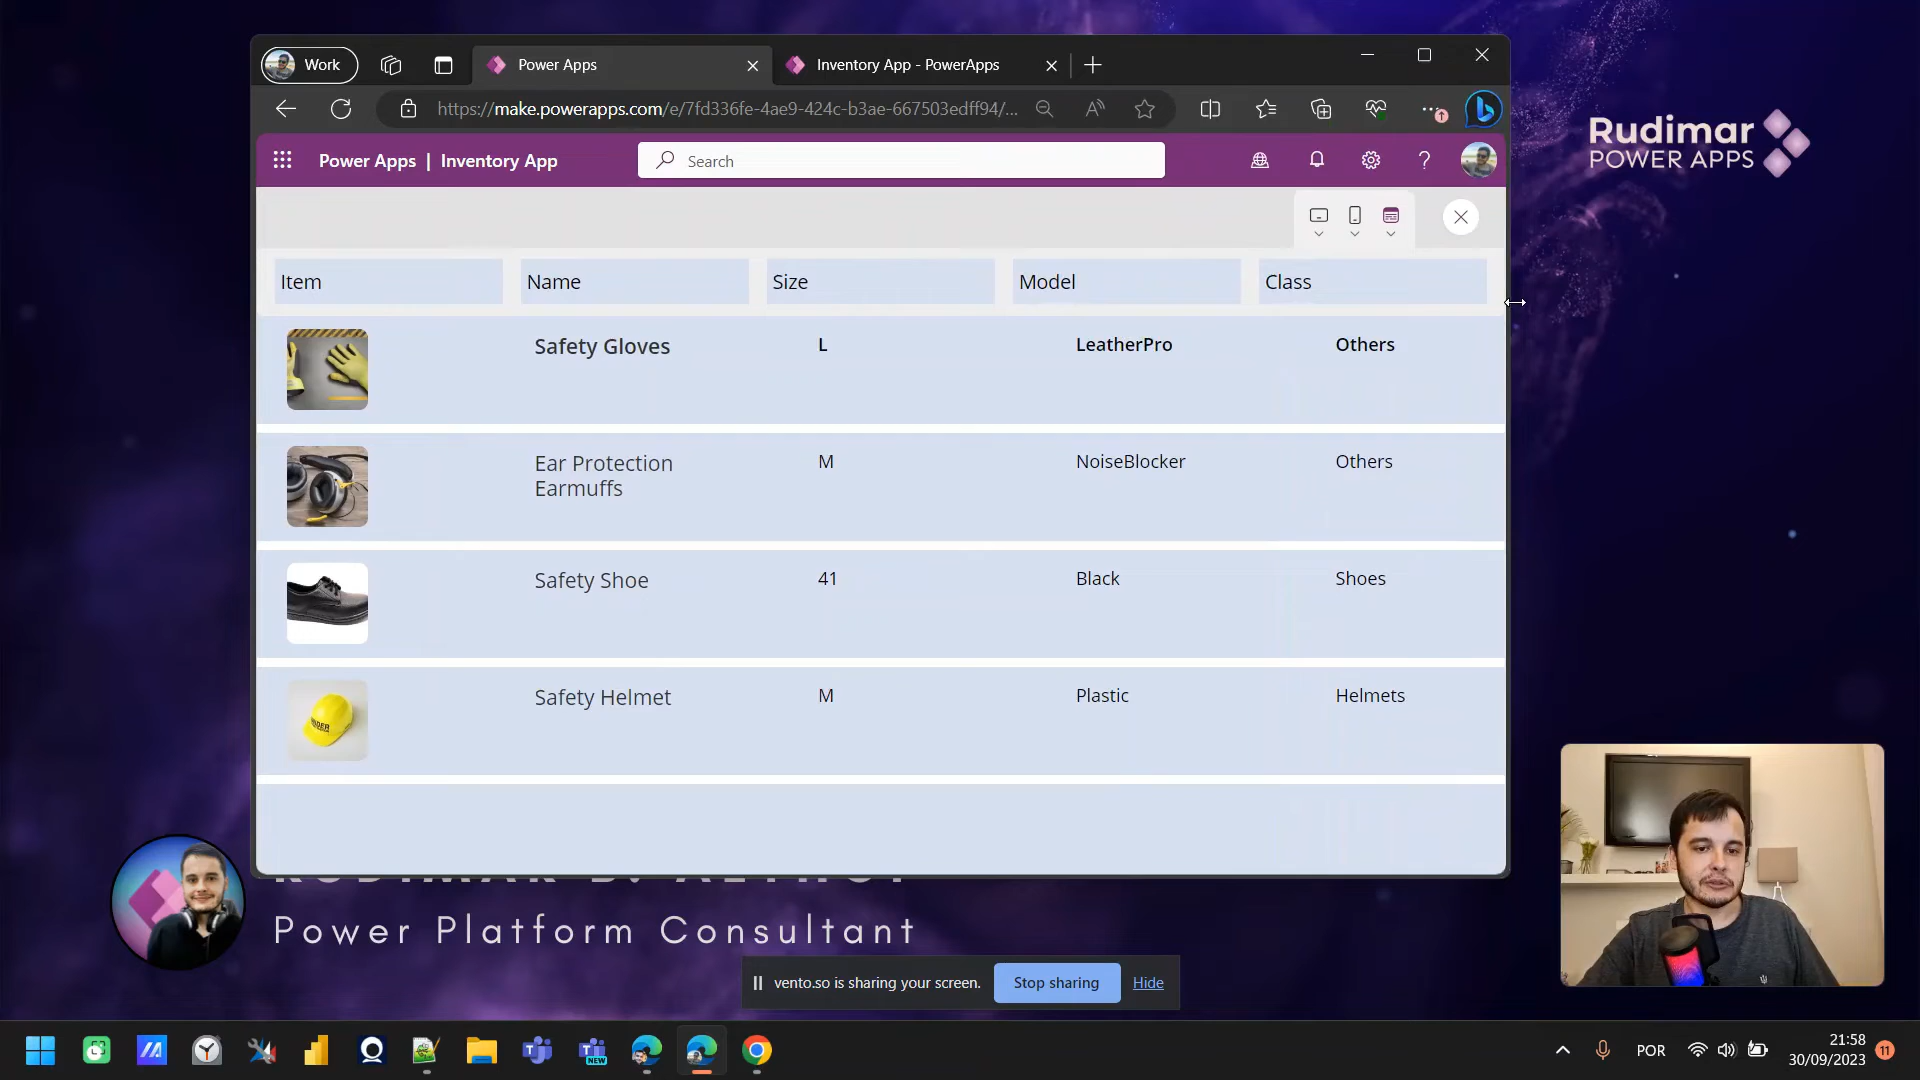 Work
Power Apps
Inventory App - PowerApps
https://make.powerapps.com/e/7fd336fe-4ae9-424c-b3ae-667503edff94/...
Power Apps | Inventory App
Search
Rudimar
POWER APPS
Item Name Size Model Class
Safety Gloves L LeatherPro Others
Ear Protection
Earmuffs
M NoiseBlocker Others
Safety Shoe 41 Black Shoes
Safety Helmet M Plastic Helmets
Power Platform Consultant
vento.so is sharing your screen. Stop sharing Hide
NEW
POR
21:58
30/09/2023
11